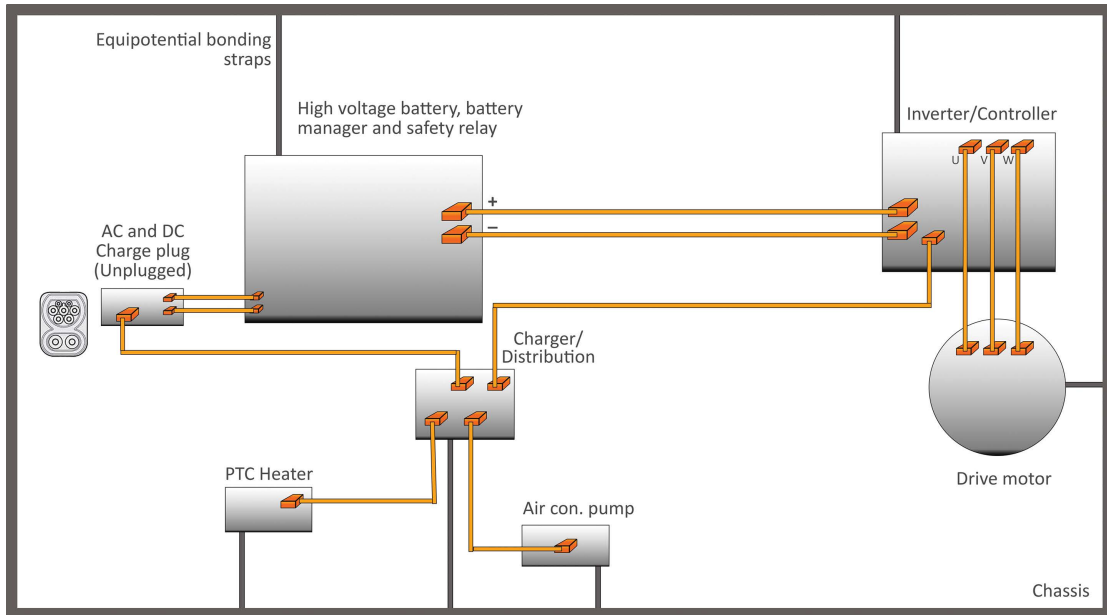 Equipotential bonding
straps
High voltage battery, battery
manager and safety relay
Inverter/Controller
U V W
+
–
AC and DC
Charge plug
(Unplugged)
Charger/
Distribution
PTC Heater
Air con. pump
Drive motor
Chassis